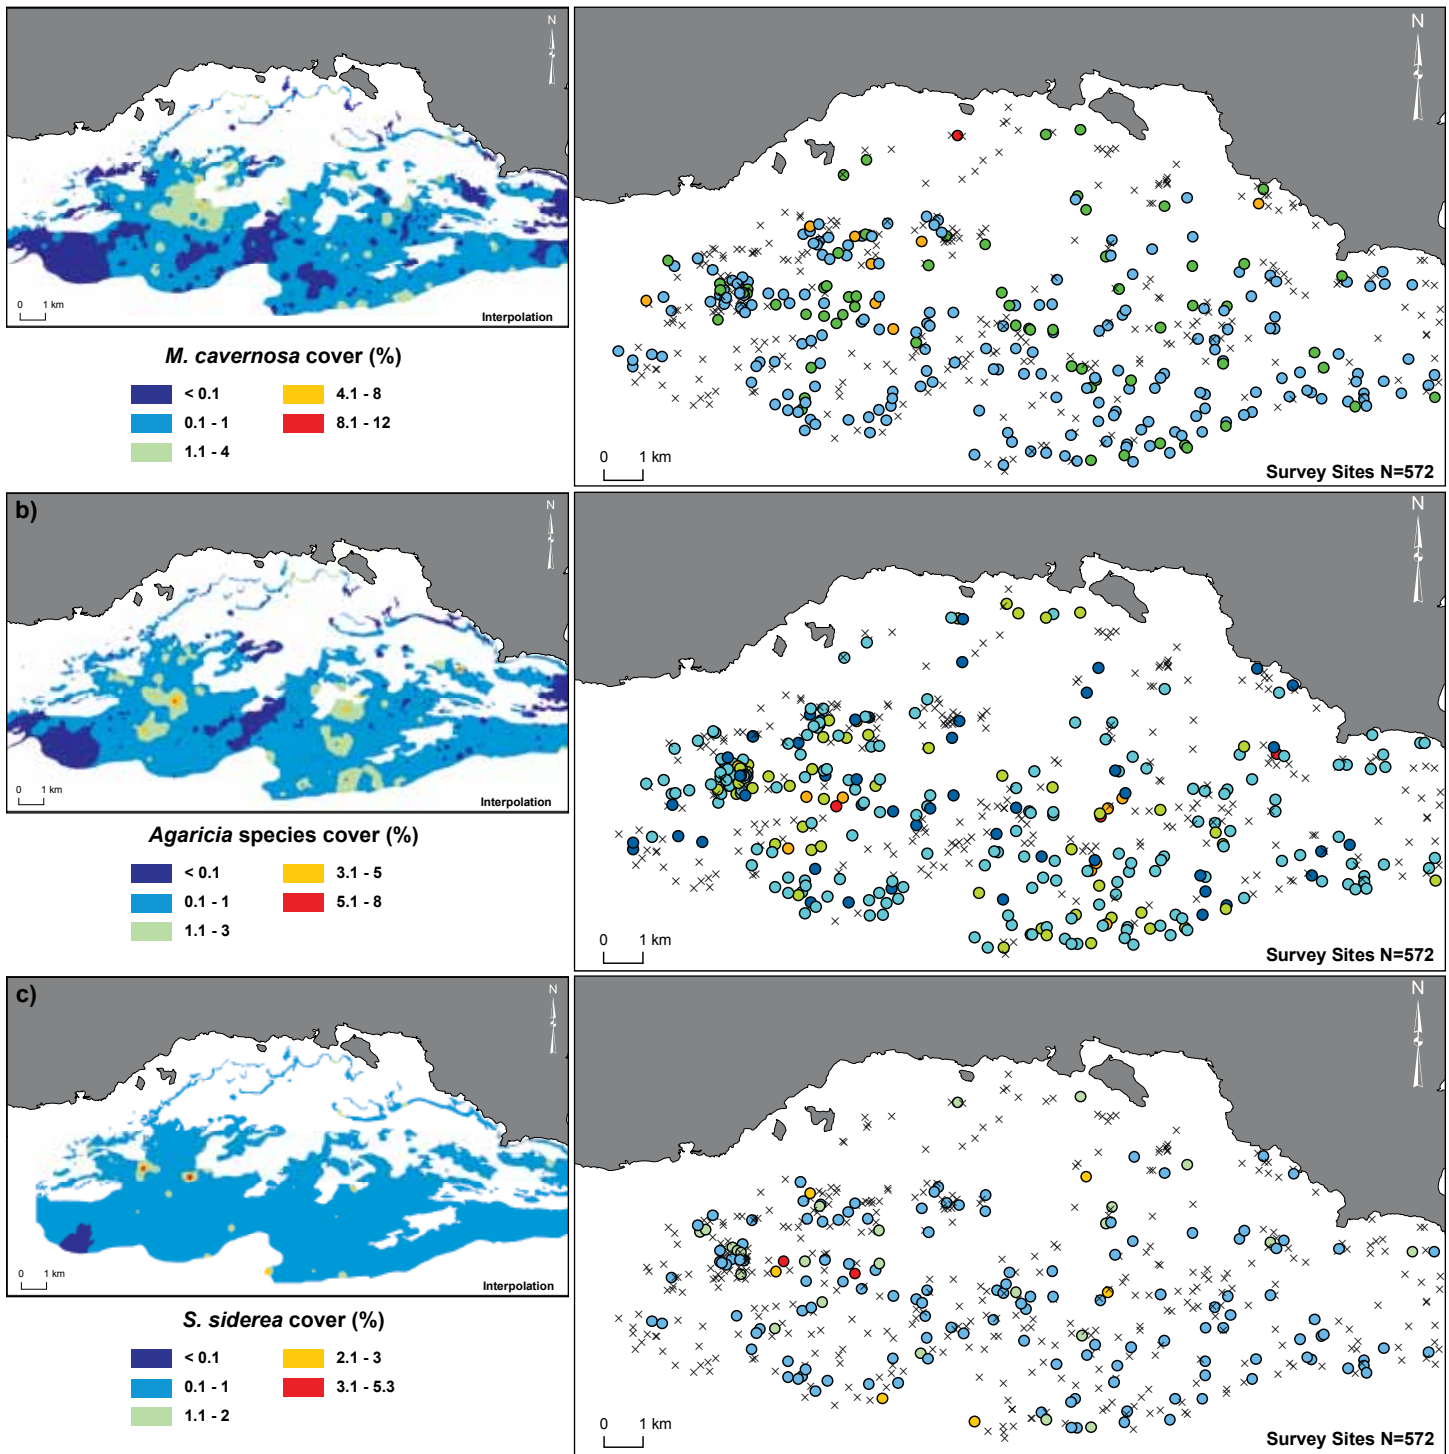 N
0 1 km
Interpolation
M. cavernosa cover (%)
< 0.1
4.1 - 8
0.1 - 1
8.1 - 12
1.1 - 4
N
0 1 km
Survey Sites N=572
b)
N
0 1 km
Interpolation
Agaricia species cover (%)
< 0.1
3.1 - 5
0.1 - 1
5.1 - 8
1.1 - 3
N
0 1 km
Survey Sites N=572
c)
N
0 1 km
Interpolation
S. siderea cover (%)
< 0.1
2.1 - 3
0.1 - 1
3.1 - 5.3
1.1 - 2
N
0 1 km
Survey Sites N=572